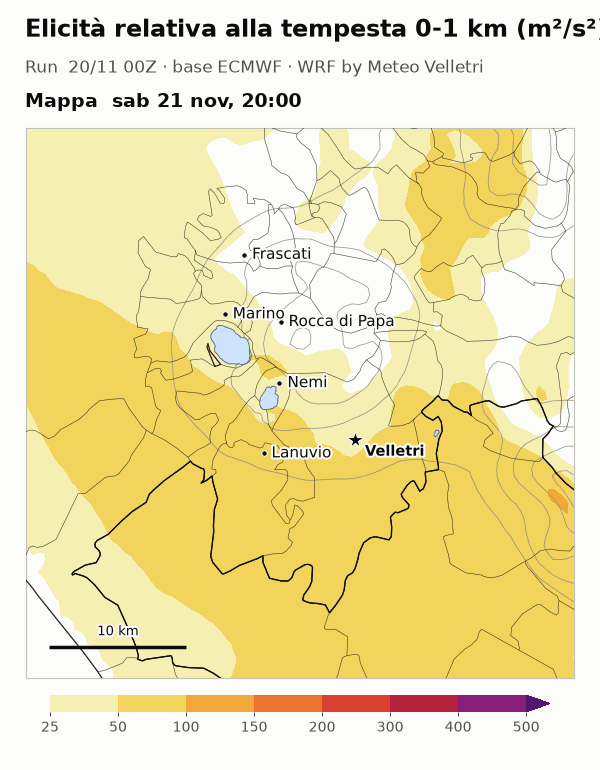 Elicità relativa alla tempesta 0-1 km (m²/s²)
Run  20/11 00Z · base ECMWF · WRF by Meteo Velletri
Mappa  sab 21 nov, 20:00
Frascati
Marino
Rocca di Papa
Nemi
Velletri
Lanuvio
10 km
25 50 100 150 200 300 400 500